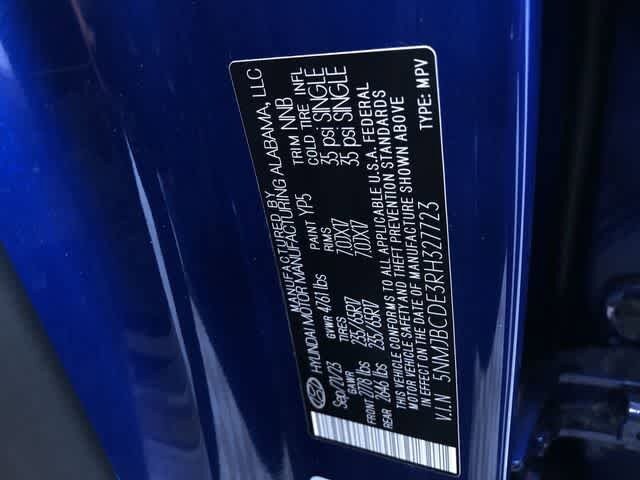 MANUFACTURED BY
HYUNDAI MOTOR MANUFACTURING ALABAMA, LLC
Sep/21/23 GVWR 4761 lbs PAINT YP5 TRIM NNB
GAWR TIRES RIMS COLD TIRE INFL
FRONT 2778 lbs 235/65R17 7.0JX17 35 psi SINGLE
REAR 2646 lbs 235/65R17 7.0JX17 35 psi SINGLE
THIS VEHICLE CONFORMS TO ALL APPLICABLE U.S.A. FEDERAL
MOTOR VEHICLE SAFETY AND THEFT PREVENTION STANDARDS
IN EFFECT ON THE DATE OF MANUFACTURE SHOWN ABOVE
V.I.N 5NMJBCDE3RH327723 TYPE: MPV